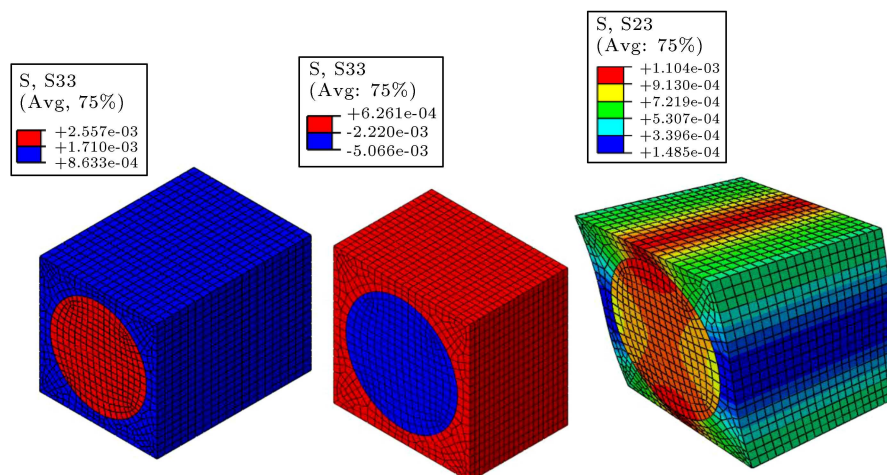 S, S33
(Avg, 75%)
+2.557e-03
+1.710e-03
+8.633e-04
S, S33
(Avg: 75%)
+6.261e-04
-2.220e-03
-5.066e-03
S, S23
(Avg: 75%)
+1.104e-03
+9.130e-04
+7.219e-04
+5.307e-04
+3.396e-04
+1.485e-04